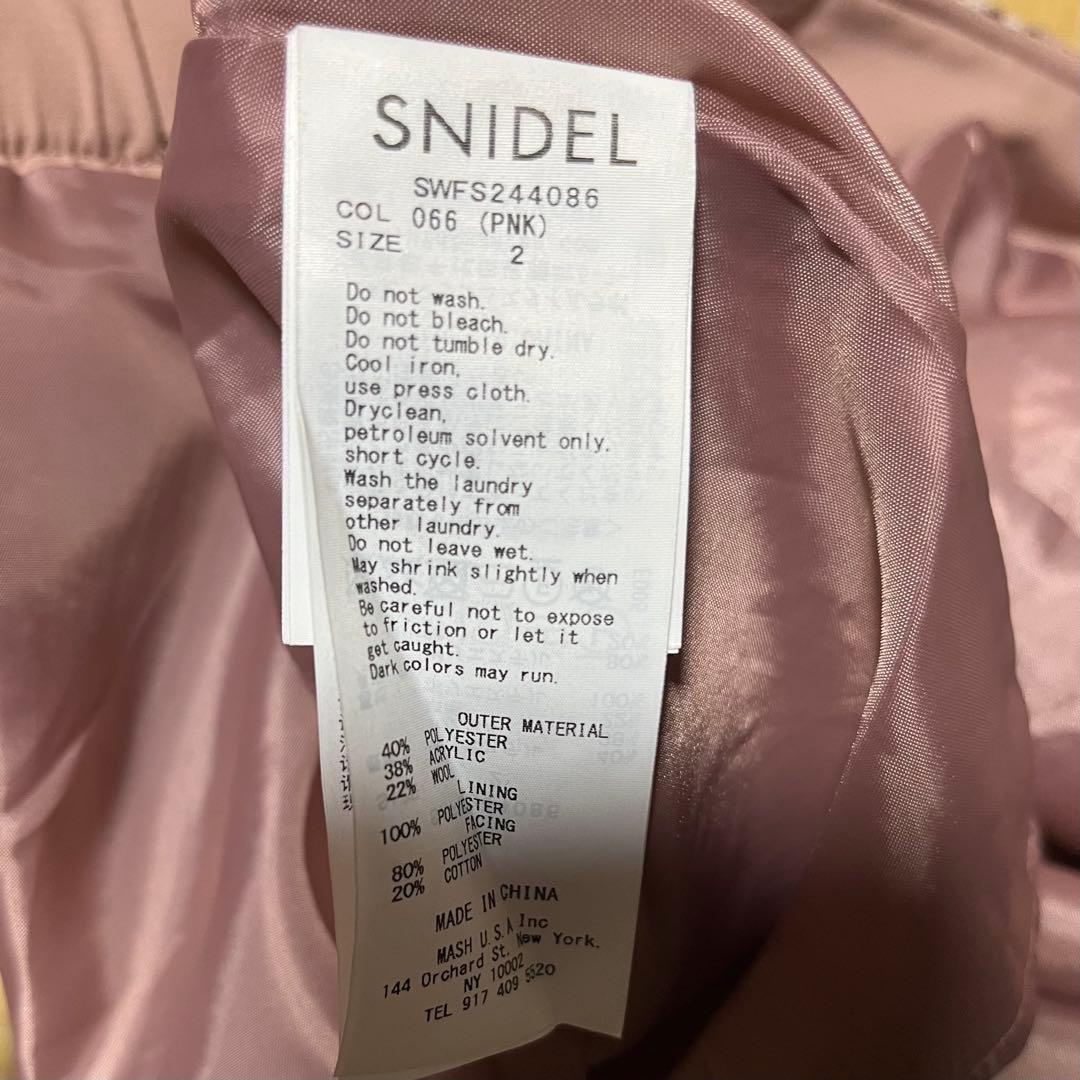 SNIDEL
SWFS244086
COL 066 (PNK)
SIZE 2
Do not wash.
Do not bleach.
Do not tumble dry.
Cool iron,
use press cloth.
Dryclean,
petroleum solvent only.
short cycle.
Wash the laundry
separately from
other laundry.
Do not leave wet.
May shrink slightly when
washed.
Be careful not to expose
to friction or let it
get caught.
Dark colors may run.
OUTER MATERIAL
40% POLYESTER
38% ACRYLIC
22% WOOL
LINING
100% POLYESTER
FACING
80% POLYESTER
20% COTTON
MADE IN CHINA
MASH U.S.A Inc
144 Orchard St. New York.
NY 10002
TEL 917 409 5520